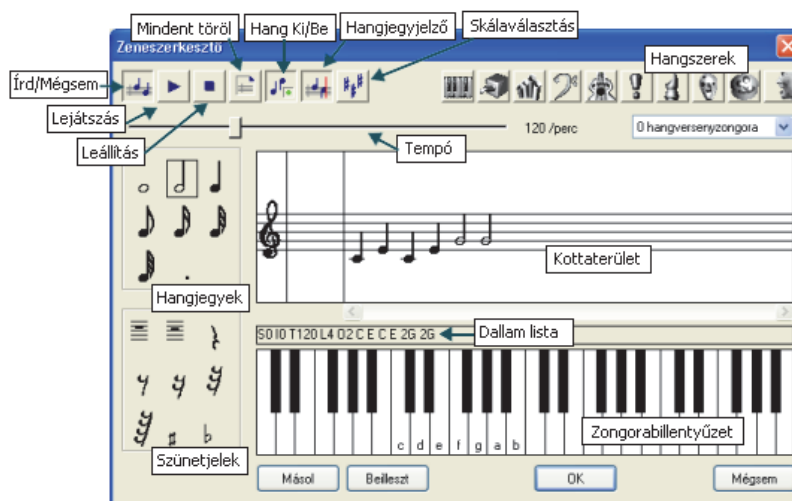 Mindent töröl
Hang Ki/Be
Hangjegyjelző
Skálaválasztás
Zeneszerkesztő
Hangszerek
Írd/Mégsem
Lejátszás
Leállítás
Tempó
120 /perc
0 hangversenyzongora
Kottaterület
Hangjegyek
S0 I0 T120 L4 O2 C E C E 2G 2G
Dallam lista
c d e f g a b
Zongorabillentyűzet
Szünetjelek
Másol
Beilleszt
OK
Mégsem